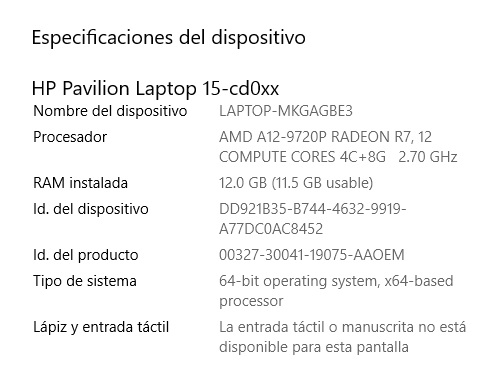 Especificaciones del dispositivo
HP Pavilion Laptop 15-cd0xx
Nombre del dispositivo LAPTOP-MKGAGBE3
Procesador AMD A12-9720P RADEON R7, 12
COMPUTE CORES 4C+8G 2.70 GHz
RAM instalada 12.0 GB (11.5 GB usable)
Id. del dispositivo DD921B35-B744-4632-9919-
A77DC0AC8452
Id. del producto 00327-30041-19075-AAOEM
Tipo de sistema 64-bit operating system, x64-based
processor
Lápiz y entrada táctil La entrada táctil o manuscrita no está
disponible para esta pantalla